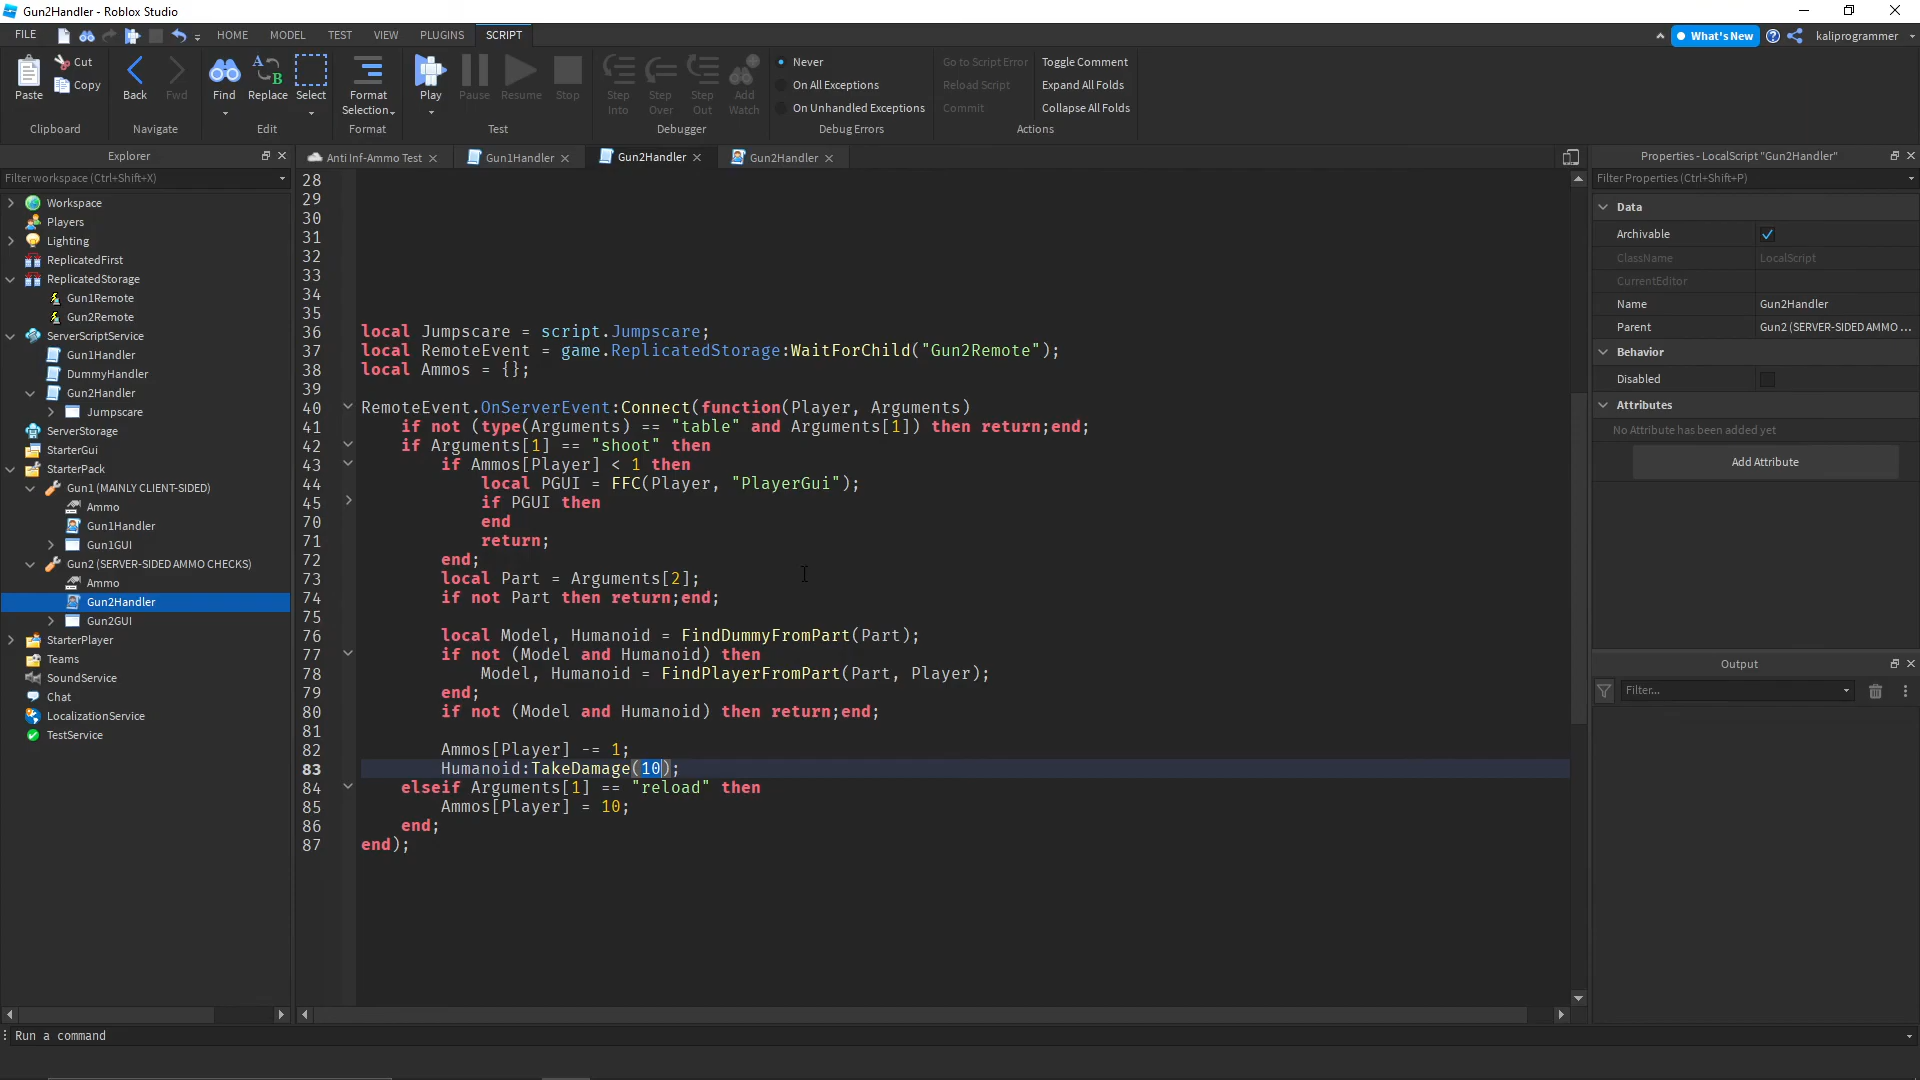 Gun2Handler - Roblox Studio
FILE HOME MODEL TEST VIEW PLUGINS SCRIPT What's New kaliprogrammer
Paste Cut Copy Clipboard
Back Fwd Navigate
Find Replace Select Edit
Format Selection Format
Play Pause Resume Stop Test
Step Into Step Over Step Out Add Watch Debugger
Never
On All Exceptions
On Unhandled Exceptions
Debug Errors
Go to Script Error Toggle Comment
Reload Script Expand All Folds
Commit Collapse All Folds
Actions
Explorer
Filter workspace (Ctrl+Shift+X)
Workspace
Players
Lighting
ReplicatedFirst
ReplicatedStorage
Gun1Remote
Gun2Remote
ServerScriptService
Gun1Handler
DummyHandler
Gun2Handler
Jumpscare
ServerStorage
StarterGui
StarterPack
Gun1 (MAINLY CLIENT-SIDED)
Ammo
Gun1Handler
Gun1GUI
Gun2 (SERVER-SIDED AMMO CHECKS)
Ammo
Gun2Handler
Gun2GUI
StarterPlayer
Teams
SoundService
Chat
LocalizationService
TestService
Anti Inf-Ammo Test Gun1Handler Gun2Handler Gun2Handler
28
29
30
31
32
33
34
35
36 local Jumpscare = script.Jumpscare;
37 local RemoteEvent = game.ReplicatedStorage:WaitForChild("Gun2Remote");
38 local Ammos = {};
39
40 RemoteEvent.OnServerEvent:Connect(function(Player, Arguments)
41 if not (type(Arguments) == "table" and Arguments[1]) then return;end;
42 if Arguments[1] == "shoot" then
43 if Ammos[Player] < 1 then
44 local PGUI = FFC(Player, "PlayerGui");
45 if PGUI then
70 end
71 return;
72 end;
73 local Part = Arguments[2];
74 if not Part then return;end;
75
76 local Model, Humanoid = FindDummyFromPart(Part);
77 if not (Model and Humanoid) then
78 Model, Humanoid = FindPlayerFromPart(Part, Player);
79 end;
80 if not (Model and Humanoid) then return;end;
81
82 Ammos[Player] -= 1;
83 Humanoid:TakeDamage(10);
84 elseif Arguments[1] == "reload" then
85 Ammos[Player] = 10;
86 end;
87 end);
Properties - LocalScript "Gun2Handler"
Filter Properties (Ctrl+Shift+P)
Data
Archivable
ClassName LocalScript
CurrentEditor
Name Gun2Handler
Parent Gun2 (SERVER-SIDED AMMO ...
Behavior
Disabled
Attributes
No Attribute has been added yet
Add Attribute
Output
Filter...
Run a command